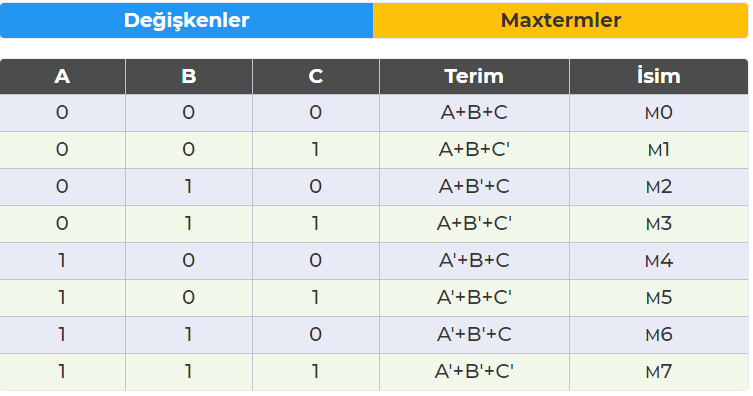 Değişkenler Maxtermler
A B C Terim İsim
0 0 0 A+B+C M0
0 0 1 A+B+C' M1
0 1 0 A+B'+C M2
0 1 1 A+B'+C' M3
1 0 0 A'+B+C M4
1 0 1 A'+B+C' M5
1 1 0 A'+B'+C M6
1 1 1 A'+B'+C' M7